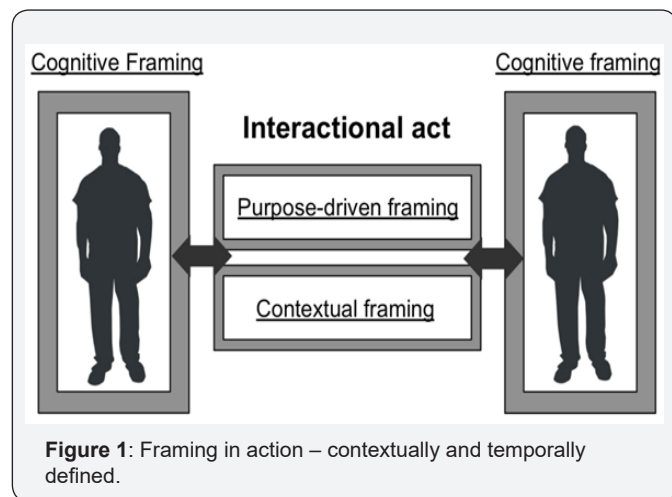 Cognitive Framing
Cognitive framing
Interactional act
Purpose-driven framing
Contextual framing
Figure 1: Framing in action – contextually and temporally
defined.